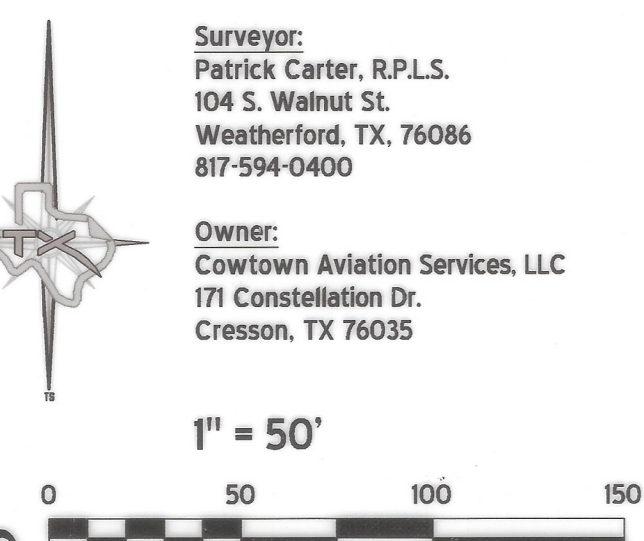 Surveyor:
Patrick Carter, R.P.L.S.
104 S. Walnut St.
Weatherford, TX, 76086
817-594-0400
Owner:
Cowtown Aviation Services, LLC
171 Constellation Dr.
Cresson, TX 76035
TX
TS
1" = 50'
0 50 100 150